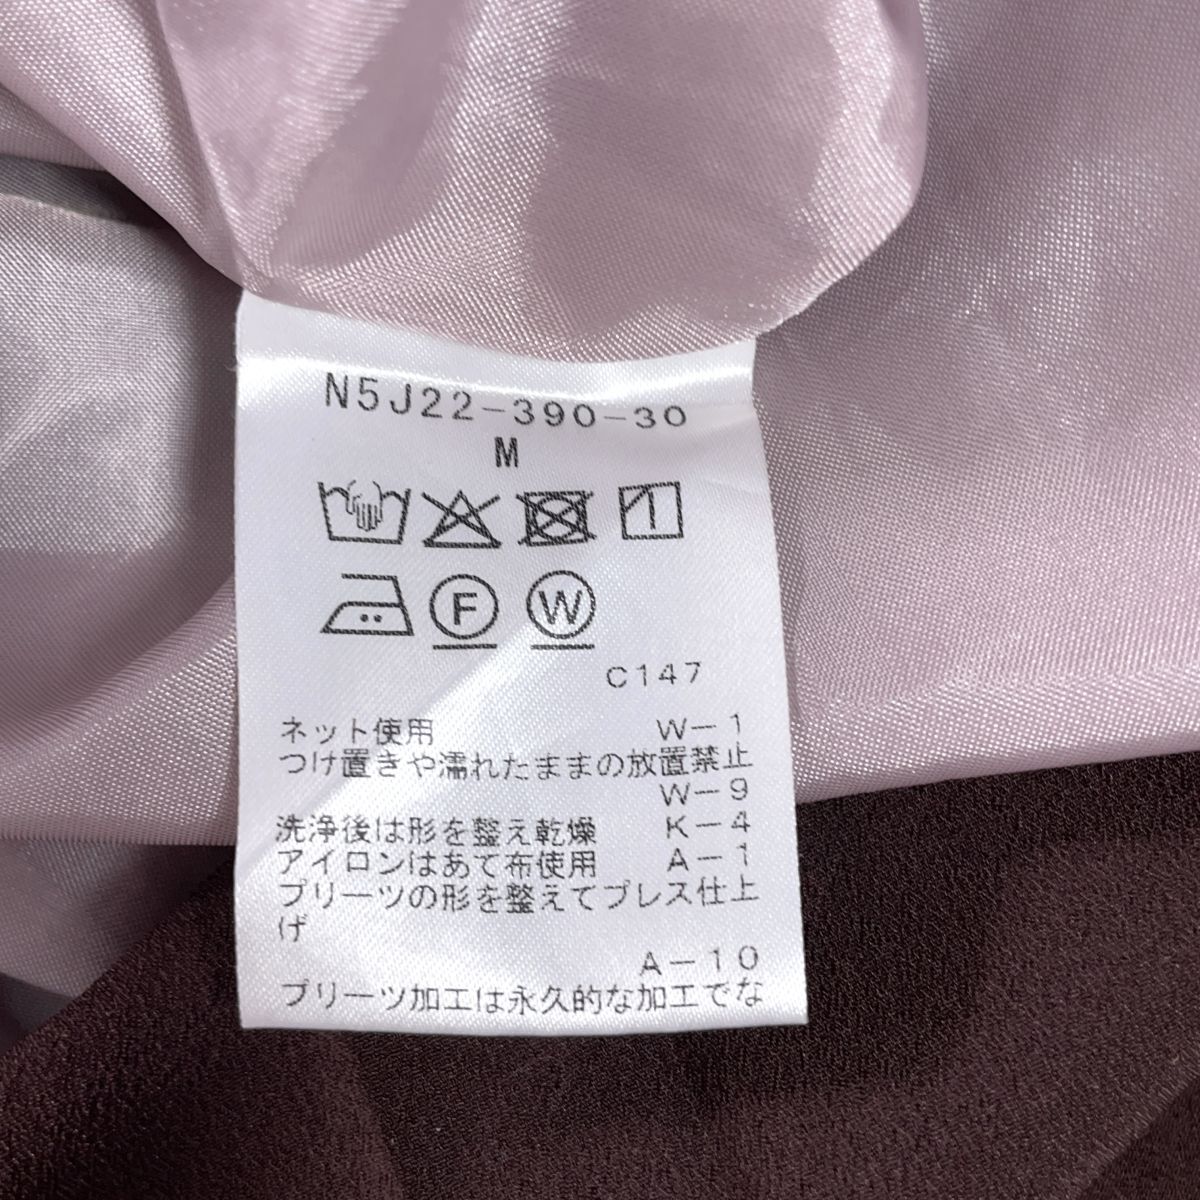 N5J22-390-30
M
F W
C147
ネット使用 W-1
つけ置きや濡れたままの放置禁止
W-9
洗浄後は形を整え乾燥 K-4
アイロンはあて布使用 A-1
プリーツの形を整えてプレス仕上
げ
A-10
プリーツ加工は永久的な加工でな